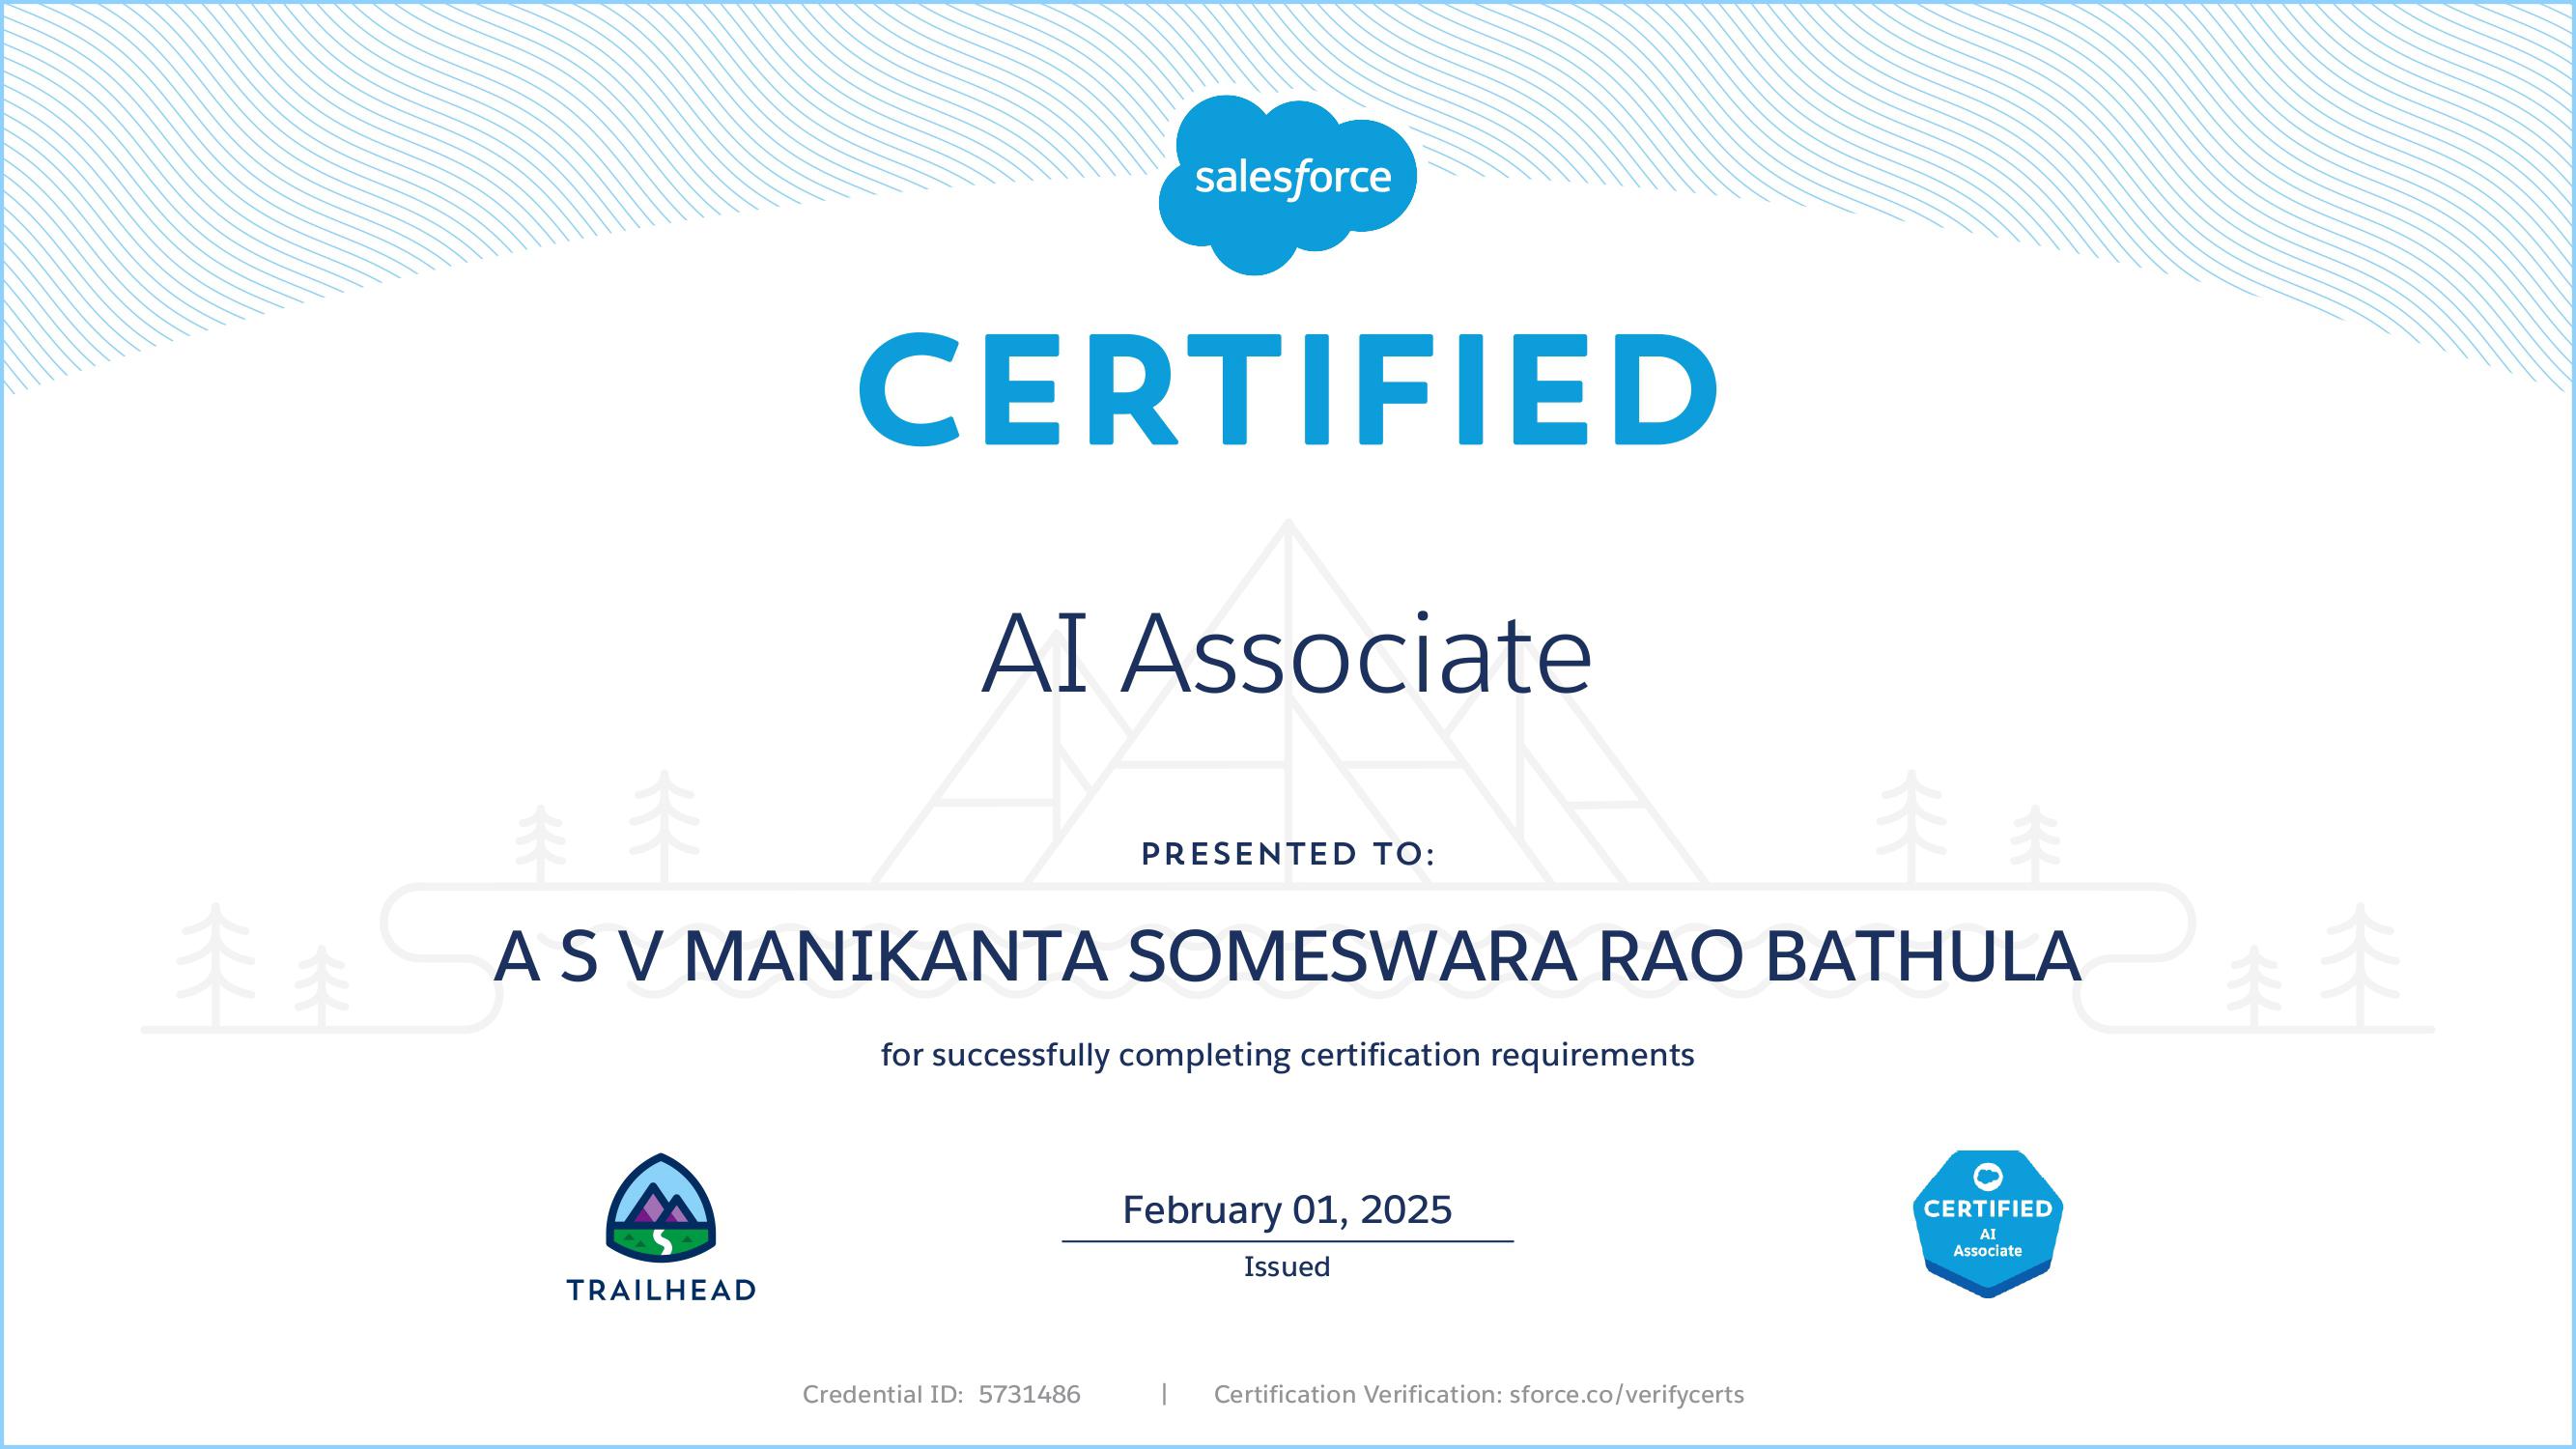 salesforce
CERTIFIED
AI Associate
PRESENTED TO:
A S V MANIKANTA SOMESWARA RAO BATHULA
for successfully completing certification requirements
TRAILHEAD
February 01, 2025
Issued
CERTIFIED
AI
Associate
Credential ID: 5731486 | Certification Verification: sforce.co/verifycerts